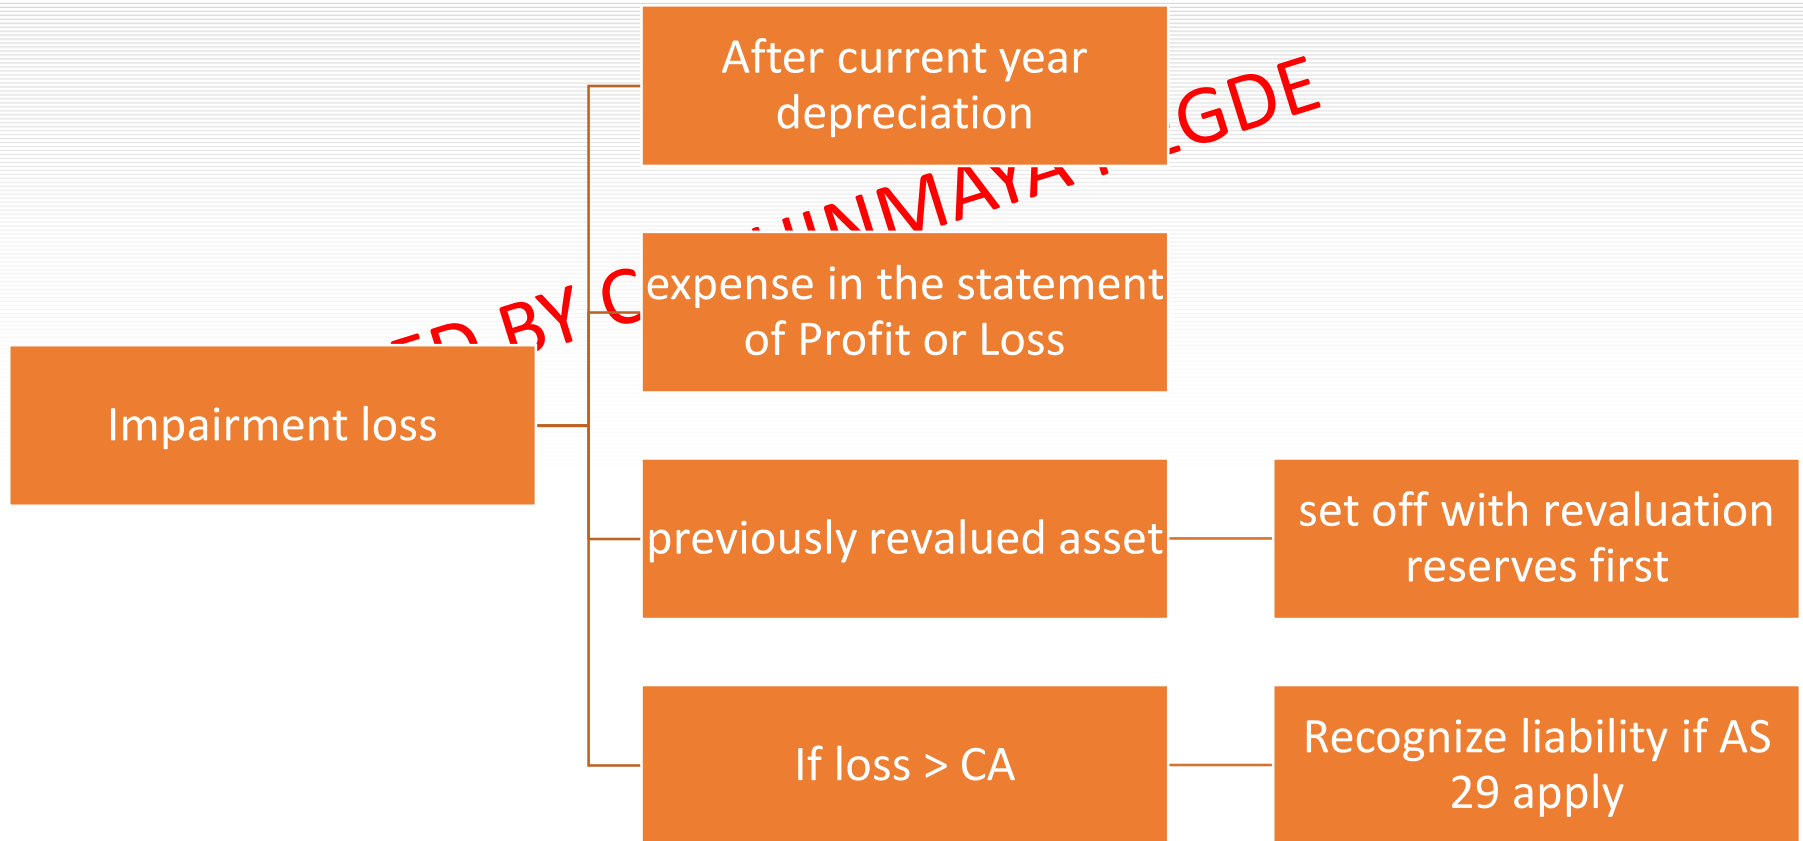 After current year
depreciation
expense in the statement
of Profit or Loss
Impairment loss
previously revalued asset
set off with revaluation
reserves first
If loss > CA
Recognize liability if AS
29 apply
BY